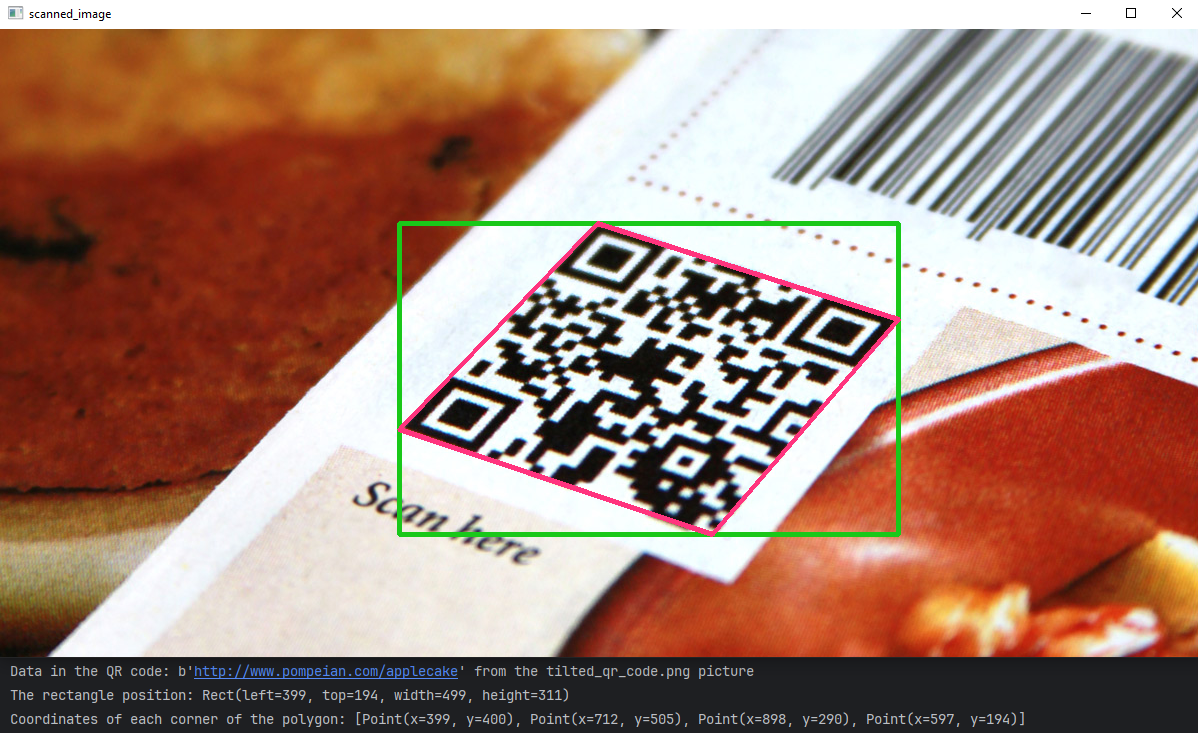 scanned_image
Scan here
Data in the QR code: b'http://www.pompeian.com/applecake' from the tilted_qr_code.png picture
The rectangle position: Rect(left=399, top=194, width=499, height=311)
Coordinates of each corner of the polygon: [Point(x=399, y=400), Point(x=712, y=505), Point(x=898, y=290), Point(x=597, y=194)]